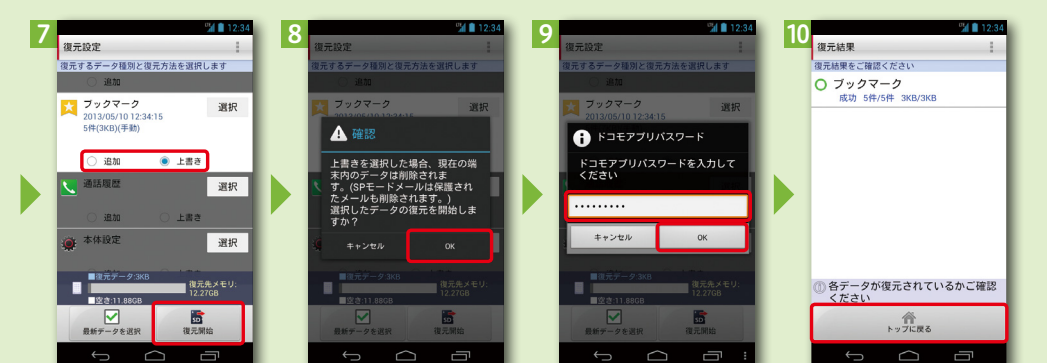 7
12:34
復元設定
復元するデータ種別と復元方法を選択します
追加
ブックマーク
選択
2013/05/10 12:34:15
5件(3KB)(手動)
追加
上書き
通話履歴
選択
追加
上書き
本体設定
選択
■復元データ:3KB
復元先メモリ:
12.27GB
■空き:11.88GB
最新データを選択
SD
復元開始
8
12:34
復元設定
復元するデータ種別と復元方法を選択します
追加
ブックマーク
選択
2013/05/10 12:34:15
確認
上書きを選択した場合、現在の端
末内のデータは削除されま
す。(SPモードメールは保護され
たメールも削除されます。)
選択したデータの復元を開始しま
すか?
キャンセル
OK
■復元データ:3KB
復元先メモリ:
12.27GB
■空き:11.88GB
最新データを選択
SD
復元開始
9
12:34
復元設定
復元するデータ種別と復元方法を選択します
追加
ブックマーク
選択
2013/05/10 12:34:15
ドコモアプリパスワード
ドコモアプリパスワードを入力して
ください
•••••••••
キャンセル
OK
■復元データ:3KB
復元先メモリ:
12.27GB
■空き:11.88GB
最新データを選択
SD
復元開始
10
12:34
復元結果
復元結果をご確認ください
ブックマーク
成功 5件/5件 3KB/3KB
各データが復元されているかご確認
ください
トップに戻る